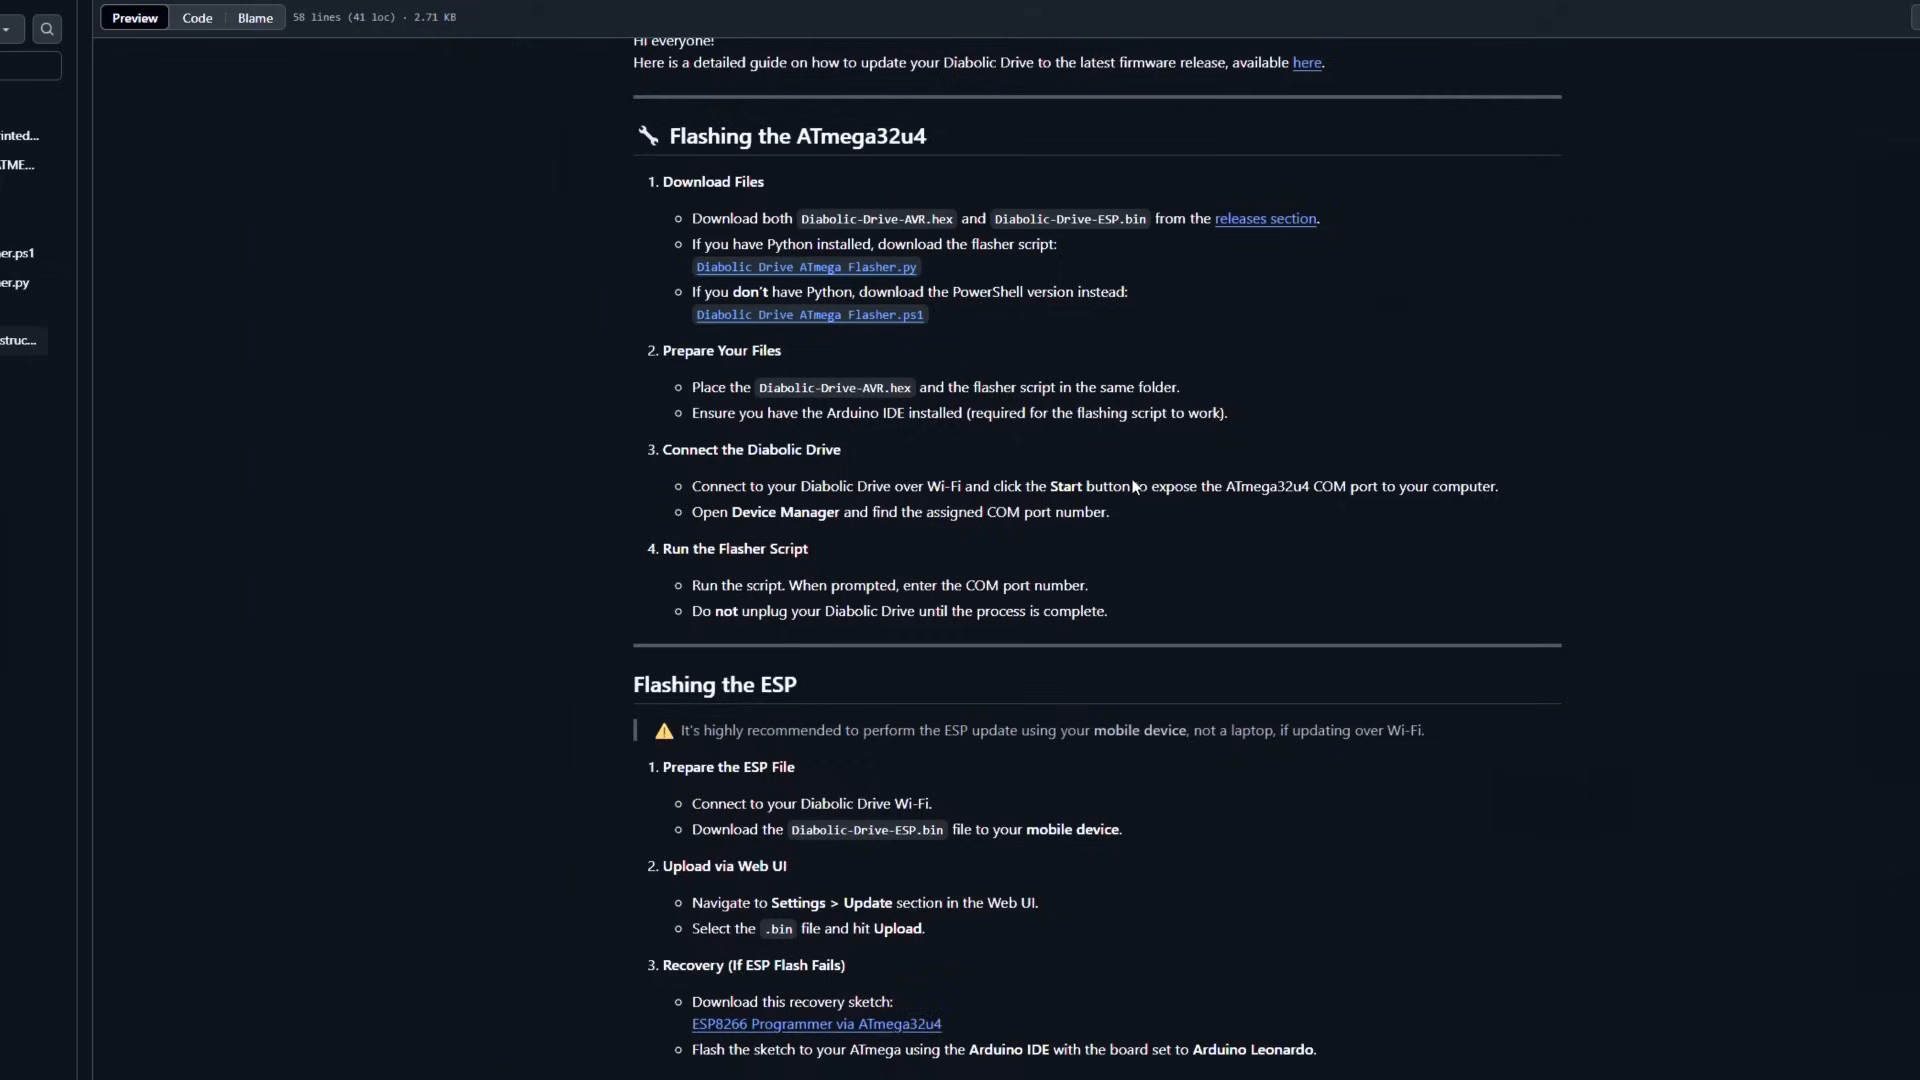 Preview Code Blame 58 lines (41 loc) · 2.71 KB
Hi everyone!
Here is a detailed guide on how to update your Diabolic Drive to the latest firmware release, available here.
inted...
TME...
er.ps1
er.py
struc...
🔧 Flashing the ATmega32u4
1. Download Files
Download both Diabolic-Drive-AVR.hex and Diabolic-Drive-ESP.bin from the releases section.
If you have Python installed, download the flasher script:
Diabolic Drive ATmega Flasher.py
If you don't have Python, download the PowerShell version instead:
Diabolic Drive ATmega Flasher.ps1
2. Prepare Your Files
Place the Diabolic-Drive-AVR.hex and the flasher script in the same folder.
Ensure you have the Arduino IDE installed (required for the flashing script to work).
3. Connect the Diabolic Drive
Connect to your Diabolic Drive over Wi-Fi and click the Start button to expose the ATmega32u4 COM port to your computer.
Open Device Manager and find the assigned COM port number.
4. Run the Flasher Script
Run the script. When prompted, enter the COM port number.
Do not unplug your Diabolic Drive until the process is complete.
Flashing the ESP
⚠️ It's highly recommended to perform the ESP update using your mobile device, not a laptop, if updating over Wi-Fi.
1. Prepare the ESP File
Connect to your Diabolic Drive Wi-Fi.
Download the Diabolic-Drive-ESP.bin file to your mobile device.
2. Upload via Web UI
Navigate to Settings > Update section in the Web UI.
Select the .bin file and hit Upload.
3. Recovery (If ESP Flash Fails)
Download this recovery sketch:
ESP8266 Programmer via ATmega32u4
Flash the sketch to your ATmega using the Arduino IDE with the board set to Arduino Leonardo.